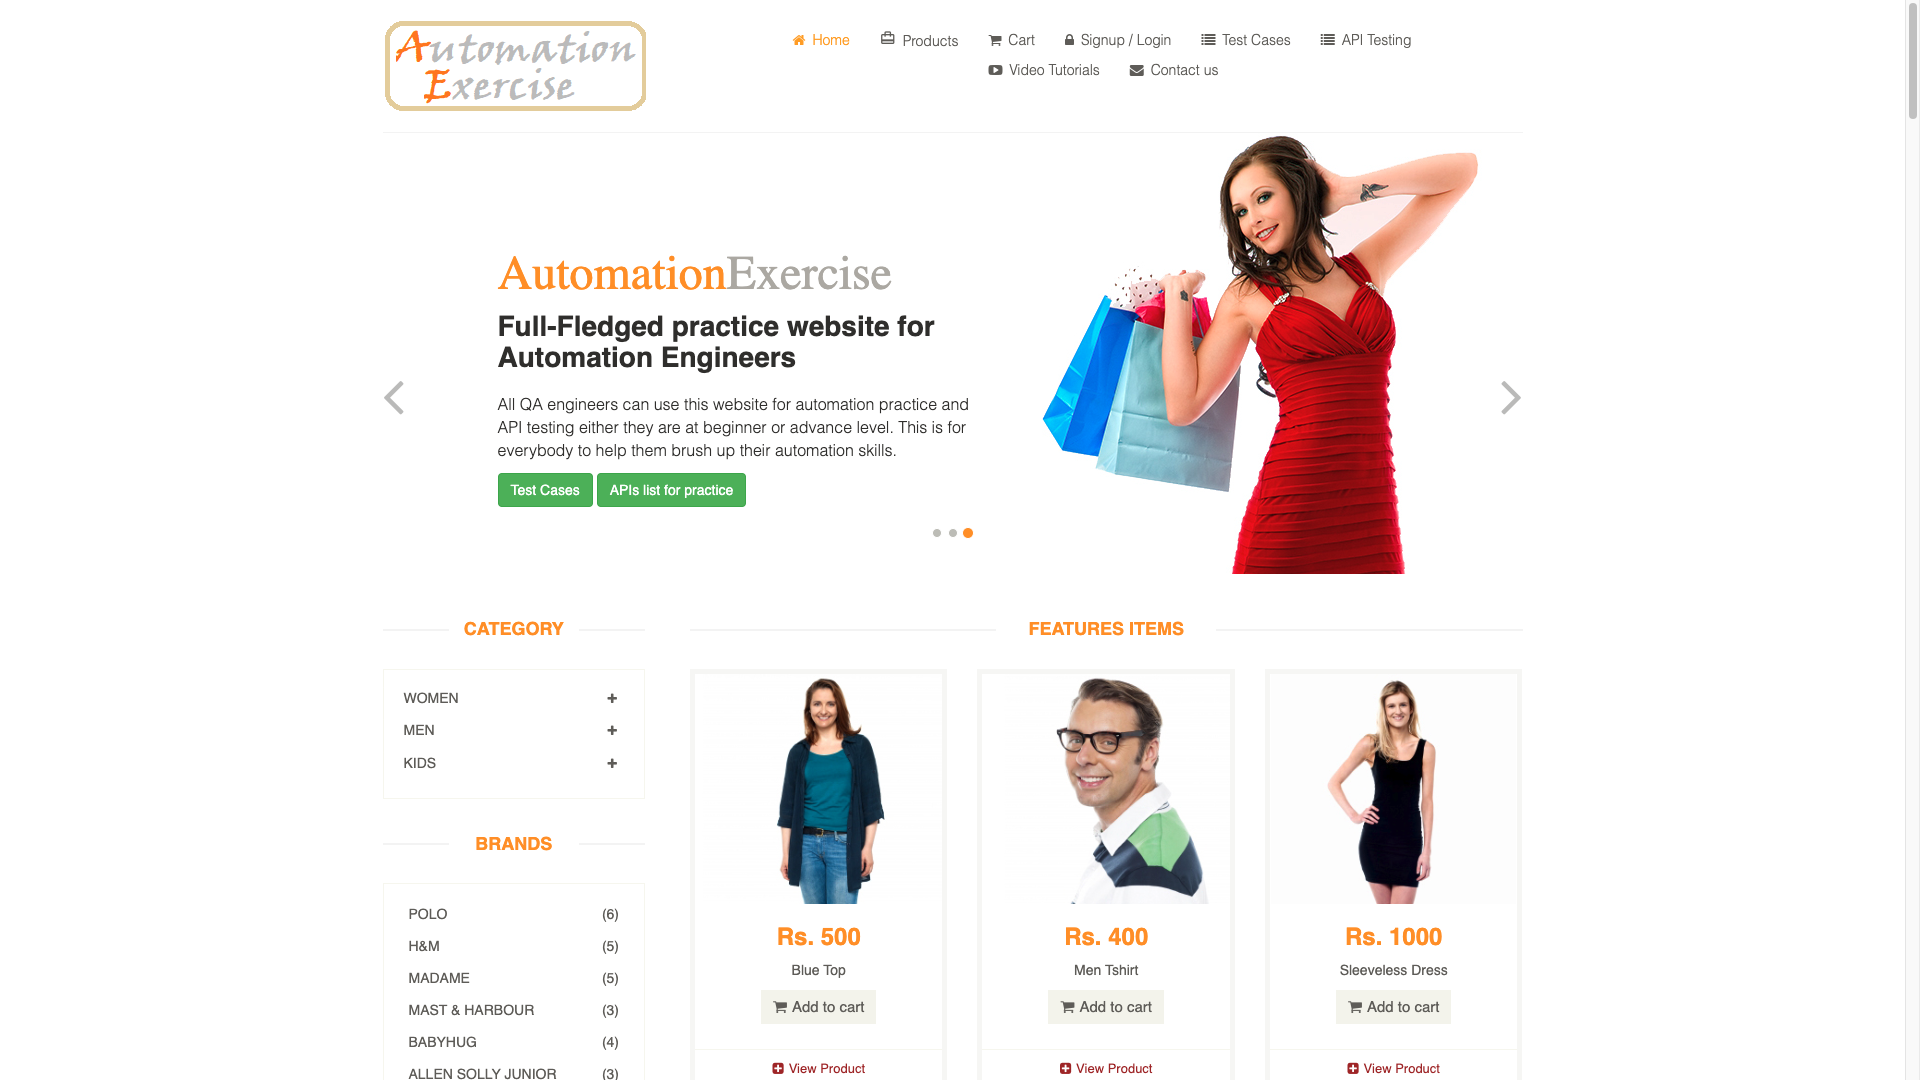 Automation
Exercise
Home
Products
Cart
Signup / Login
Test Cases
API Testing
Video Tutorials
Contact us
AutomationExercise
Full-Fledged practice website for
Automation Engineers
All QA engineers can use this website for automation practice and
API testing either they are at beginner or advance level. This is for
everybody to help them brush up their automation skills.
Test Cases
APIs list for practice
CATEGORY
WOMEN
MEN
KIDS
BRANDS
POLO (6)
H&M (5)
MADAME (5)
MAST & HARBOUR (3)
BABYHUG (4)
ALLEN SOLLY JUNIOR (3)
FEATURES ITEMS
Rs. 500
Blue Top
Add to cart
View Product
Rs. 400
Men Tshirt
Add to cart
View Product
Rs. 1000
Sleeveless Dress
Add to cart
View Product